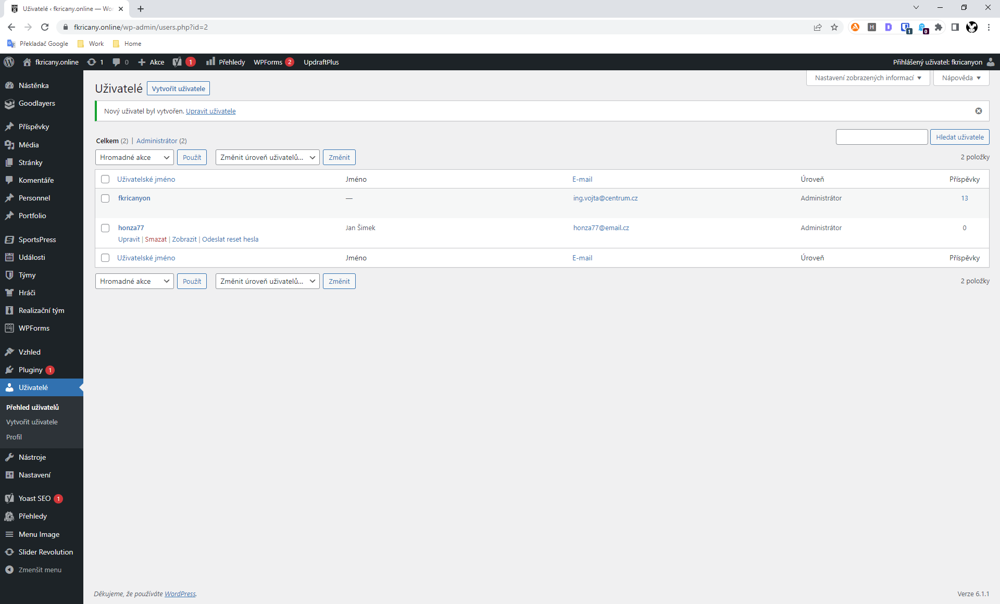 Uživatelé ‹ fkricany.online — Wor
fkricany.online/wp-admin/users.php?id=2
H
D
1
0
Překladač Google
Work
Home
fkricany.online
1
0
Akce
1
Přehledy
WPForms 2
UpdraftPlus
Přihlášený uživatel: fkricanyon
Nástěnka
Goodlayers
Příspěvky
Média
Stránky
Komentáře
Personnel
Portfolio
SportsPress
Události
Týmy
Hráči
Realizační tým
WPForms
Vzhled
Pluginy 1
Uživatelé
Přehled uživatelů
Vytvořit uživatele
Profil
Nástroje
Nastavení
Yoast SEO 1
Přehledy
Menu Image
Slider Revolution
Zmenšit menu
Nastavení zobrazených informací
Nápověda
Uživatelé
Vytvořit uživatele
Nový uživatel byl vytvořen. Upravit uživatele
Celkem (2) | Administrátor (2)
Hledat uživatele
Hromadné akce
Použít
Změnit úroveň uživatelů...
Změnit
2 položky
Uživatelské jméno Jméno E-mail Úroveň Příspěvky
fkricanyon — ing.vojta@centrum.cz Administrátor 13
honza77 Jan Šimek honza77@email.cz Administrátor 0
Upravit | Smazat | Zobrazit | Odeslat reset hesla
Uživatelské jméno Jméno E-mail Úroveň Příspěvky
Hromadné akce
Použít
Změnit úroveň uživatelů...
Změnit
2 položky
Děkujeme, že používáte WordPress.
Verze 6.1.1